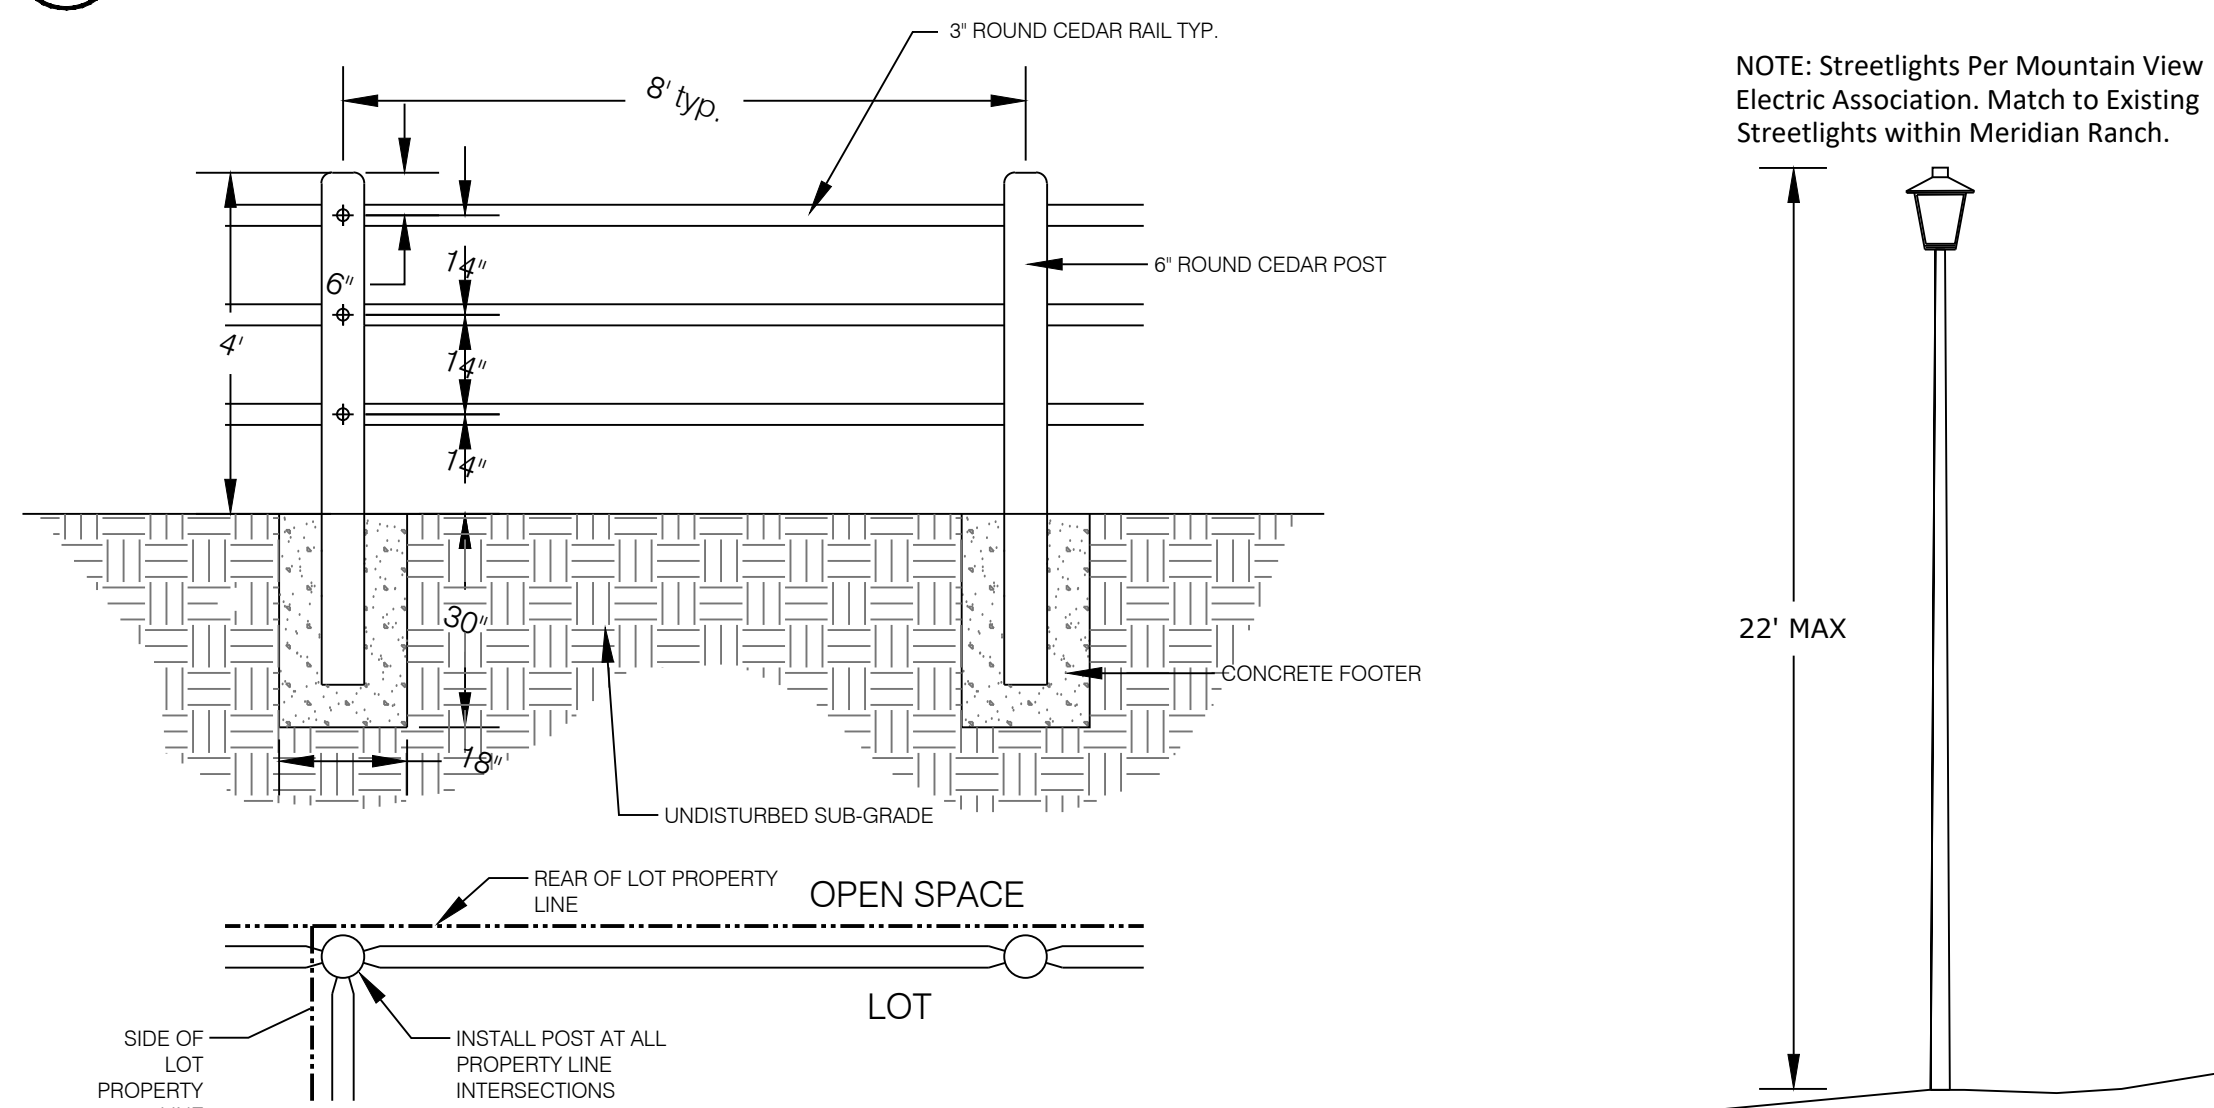 3" ROUND CEDAR RAIL TYP.
8' typ.
6" ROUND CEDAR POST
14"
6"
4'
14"
14"
30"
CONCRETE FOOTER
18"
UNDISTURBED SUB-GRADE
REAR OF LOT PROPERTY
LINE
OPEN SPACE
LOT
SIDE OF
LOT
PROPERTY
INSTALL POST AT ALL
PROPERTY LINE
INTERSECTIONS
NOTE: Streetlights Per Mountain View
Electric Association. Match to Existing
Streetlights within Meridian Ranch.
22' MAX